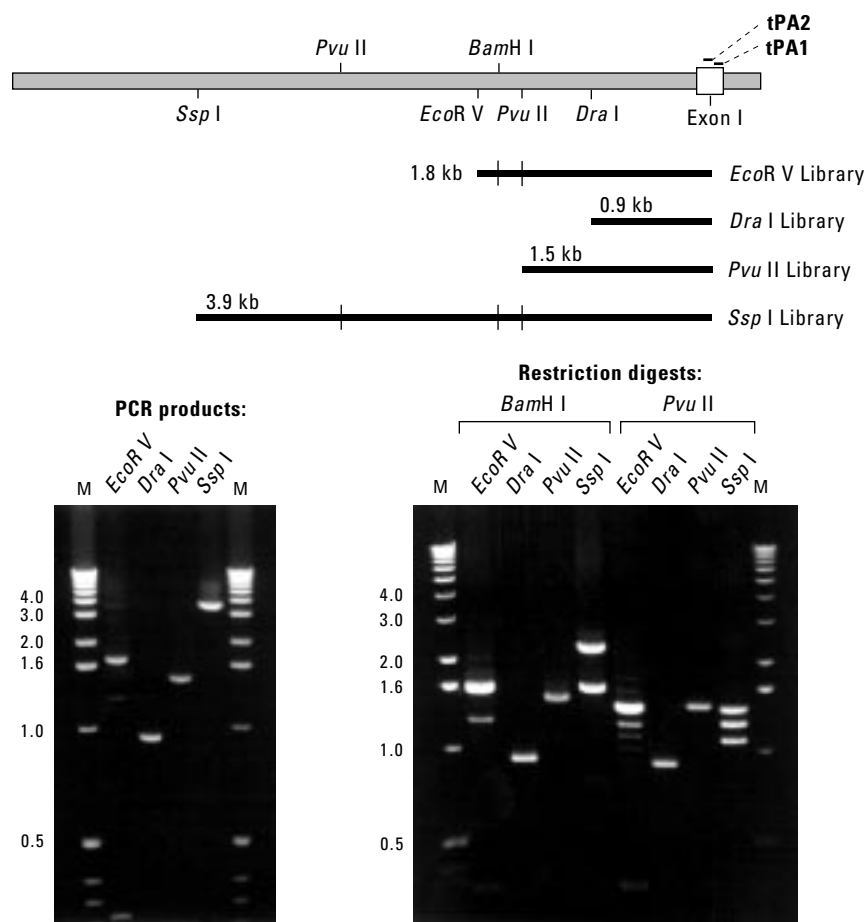 tPA2
tPA1
Pvu II
BamH I
Ssp I
EcoR V
Pvu II
Dra I
Exon I
1.8 kb
EcoR V Library
0.9 kb
Dra I Library
1.5 kb
Pvu II Library
3.9 kb
Ssp I Library
PCR products:
M
EcoR V
Dra I
Pvu II
Ssp I
M
4.0
3.0
2.0
1.6
1.0
0.5
Restriction digests:
BamH I
Pvu II
M
EcoR V
Dra I
Pvu II
Ssp I
EcoR V
Dra I
Pvu II
Ssp I
M
4.0
3.0
2.0
1.6
1.0
0.5